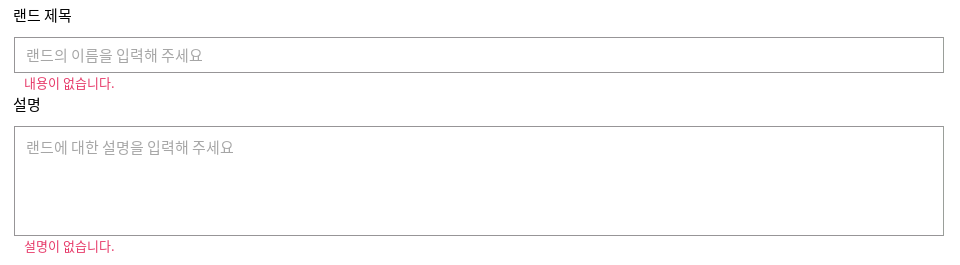 랜드 제목
랜드의 이름을 입력해 주세요
내용이 없습니다.
설명
랜드에 대한 설명을 입력해 주세요
설명이 없습니다.